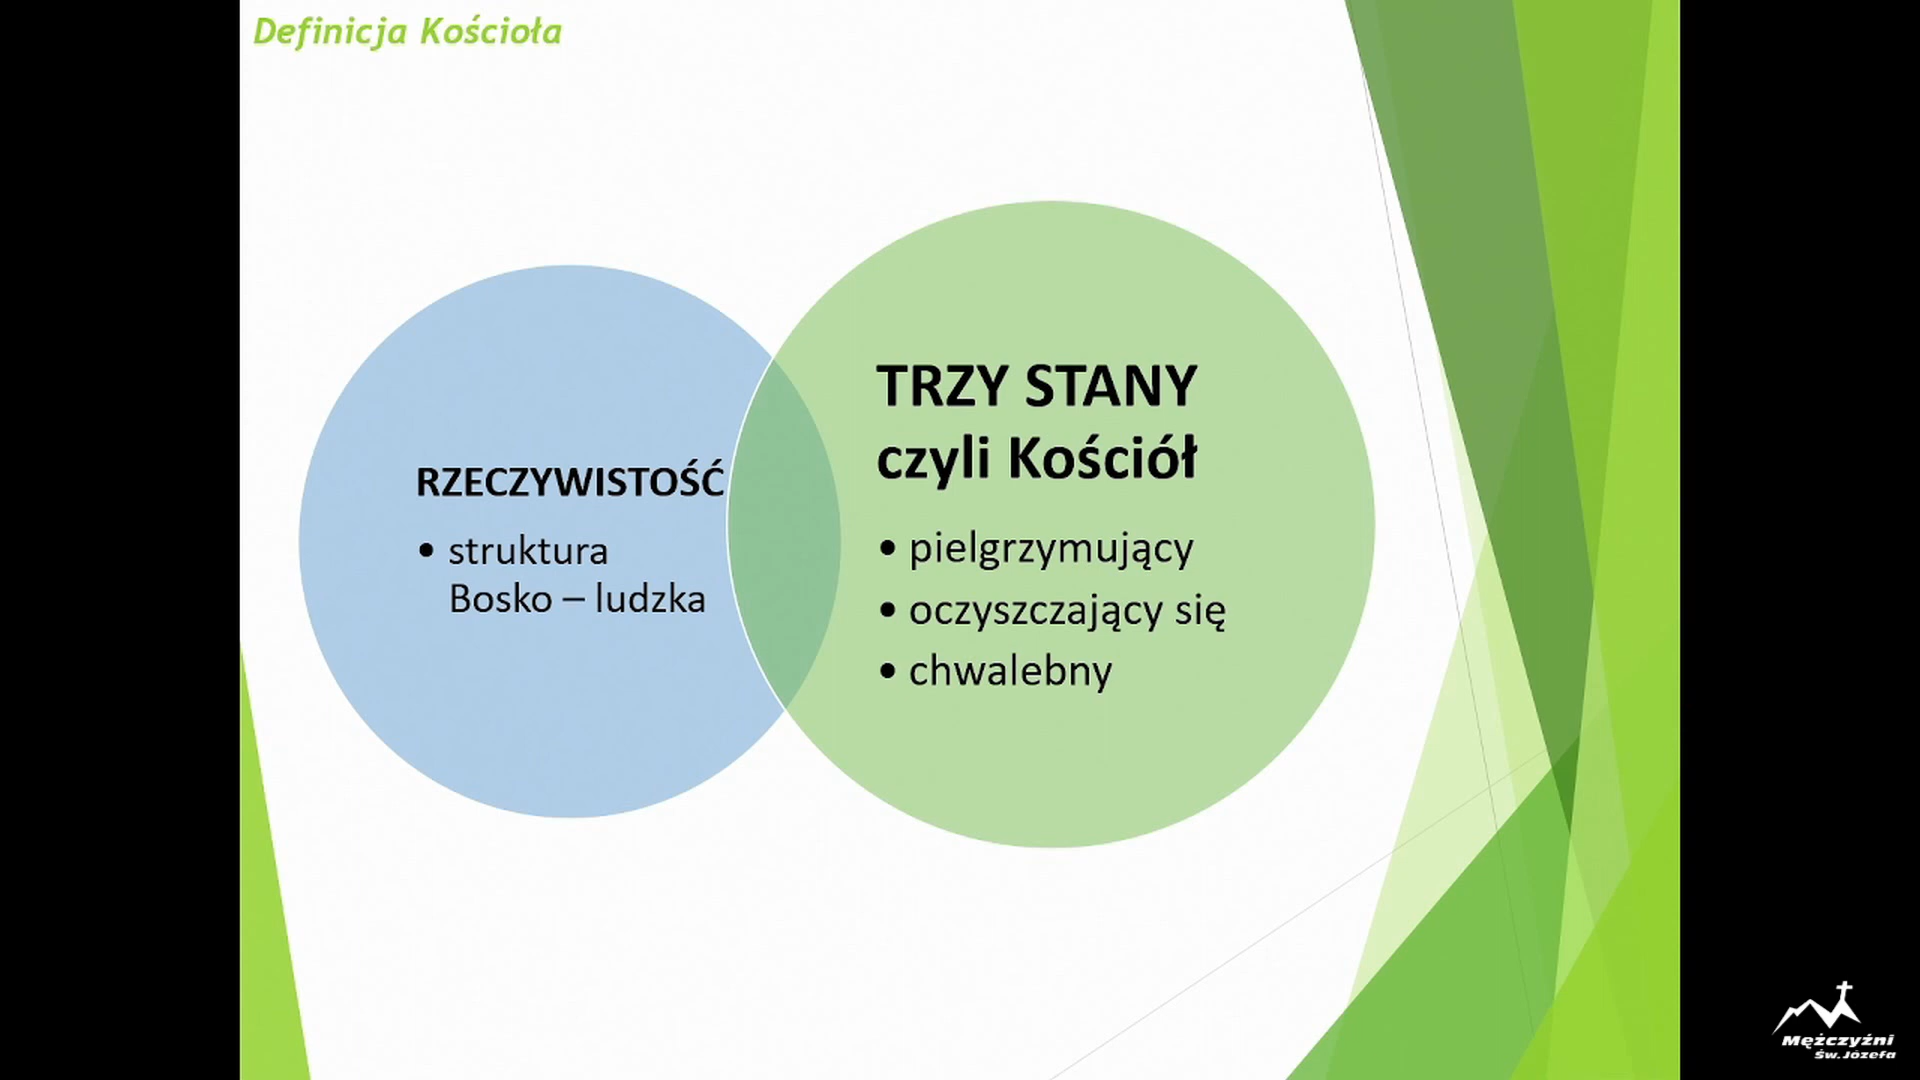 Definicja Kościoła
RZECZYWISTOŚĆ
• struktura
Bosko – ludzka
TRZY STANY
czyli Kościół
• pielgrzymujący
• oczyszczający się
• chwalebny
Mężczyźni
Św. Józefa